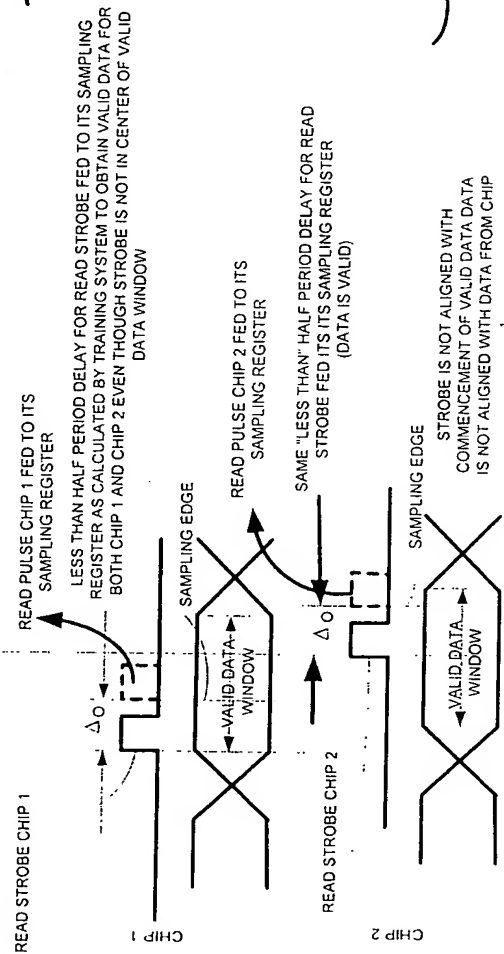 READ STROBE CHIP 1
READ PULSE CHIP 1 FED TO ITS
SAMPLING REGISTER
LESS THAN HALF PERIOD DELAY FOR READ STROBE FED TO ITS SAMPLING
REGISTER AS CALCULATED BY TRAINING SYSTEM TO OBTAIN VALID DATA FOR
BOTH CHIP 1 AND CHIP 2 EVEN THOUGH STROBE IS NOT IN CENTER OF VALID
DATA WINDOW
Δ0
CHIP 1
SAMPLING EDGE
VALID DATA
WINDOW
READ STROBE CHIP 2
READ PULSE CHIP 2 FED TO ITS
SAMPLING REGISTER
SAME "LESS THAN" HALF PERIOD DELAY FOR READ
STROBE FED ITS ITS SAMPLING REGISTER
(DATA IS VALID)
Δ0
CHIP 2
SAMPLING EDGE
VALID DATA
WINDOW
STROBE IS NOT ALIGNED WITH
COMMENCEMENT OF VALID DATA DATA
IS NOT ALIGNED WITH DATA FROM CHIP